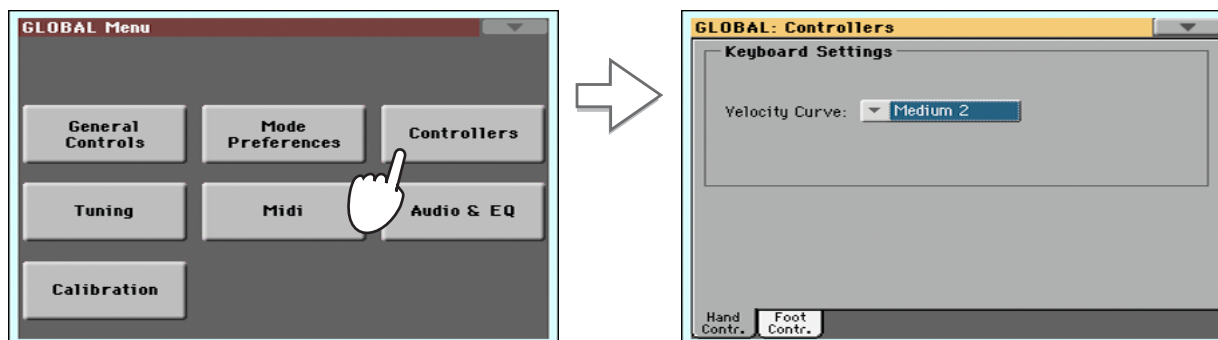 GLOBAL Menu
General
Controls
Mode
Preferences
Controllers
Tuning
Midi
Audio & EQ
Calibration
GLOBAL: Controllers
Keyboard Settings
Velocity Curve: Medium 2
Hand
Contr.
Foot
Contr.